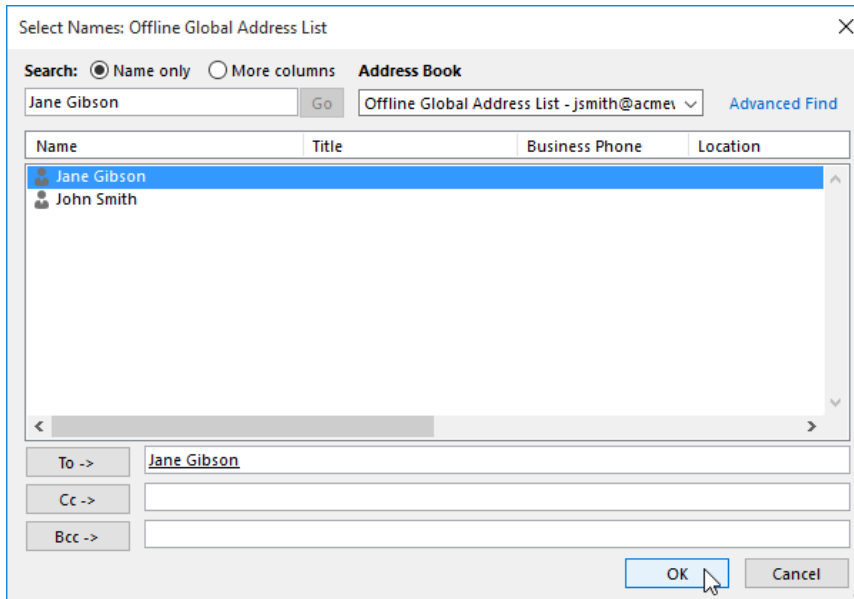 Select Names: Offline Global Address List
Search: Name only More columns Address Book
Jane Gibson Go Offline Global Address List - jsmith@acmev Advanced Find
Name Title Business Phone Location
Jane Gibson
John Smith
To -> Jane Gibson
Cc ->
Bcc ->
OK Cancel